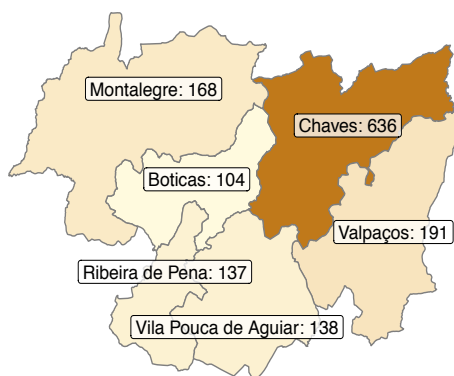 Montalegre: 168
Chaves: 636
Boticas: 104
Valpaços: 191
Ribeira de Pena: 137
Vila Pouca de Aguiar: 138